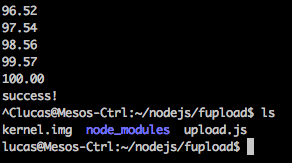 96.52
97.54
98.56
99.57
100.00
success!
^Clucas@Mesos-Ctrl:~/nodejs/fupload$ ls
kernel.img  node_modules  upload.js
lucas@Mesos-Ctrl:~/nodejs/fupload$